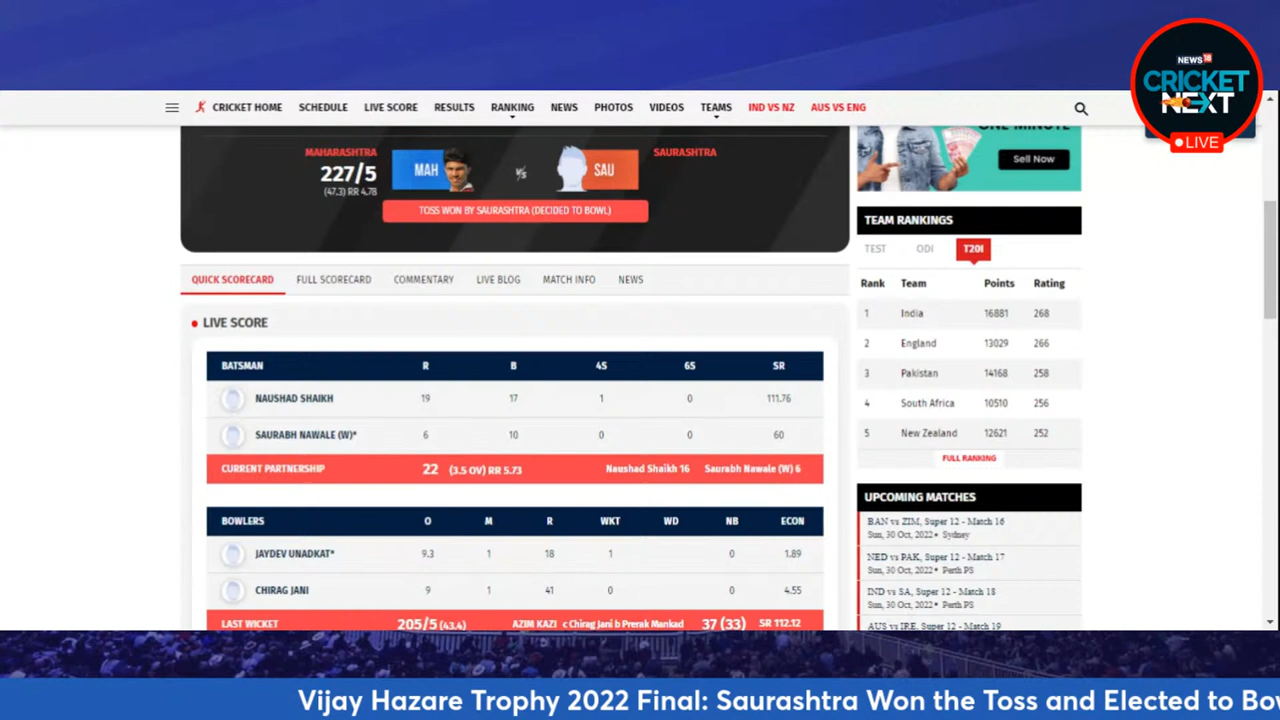 NEWS18
CRICKET
NEXT
LIVE
CRICKET HOME SCHEDULE LIVE SCORE RESULTS RANKING NEWS PHOTOS VIDEOS TEAMS IND VS NZ AUS VS ENG
MAHARASHTRA
227/5
(47.3) RR 4.78
MAH
V/S
SAU
SAURASHTRA
TOSS WON BY SAURASHTRA (DECIDED TO BOWL)
ONE MINUTE
Sell Now
QUICK SCORECARD FULL SCORECARD COMMENTARY LIVE BLOG MATCH INFO NEWS
LIVE SCORE
BATSMAN R B 4S 6S SR
NAUSHAD SHAIKH 19 17 1 0 111.76
SAURABH NAWALE (W)* 6 10 0 0 60
CURRENT PARTNERSHIP 22 (3.5 OV) RR 5.73 Naushad Shaikh 16 Saurabh Nawale (W) 6
BOWLERS O M R WKT WD NB ECON
JAYDEV UNADKAT* 9.3 1 18 1 0 1.89
CHIRAG JANI 9 1 41 0 0 4.55
LAST WICKET 205/5 (43.4) AZIM KAZI c Chirag Jani b Prerak Mankad 37 (33) SR 112.12
TEAM RANKINGS
TEST ODI T20I
Rank Team Points Rating
1 India 16881 268
2 England 13029 266
3 Pakistan 14168 258
4 South Africa 10510 256
5 New Zealand 12621 252
FULL RANKING
UPCOMING MATCHES
BAN vs ZIM, Super 12 - Match 16
Sun, 30 Oct, 2022 • Sydney
NED vs PAK, Super 12 - Match 17
Sun, 30 Oct, 2022 • Perth PS
IND vs SA, Super 12 - Match 18
Sun, 30 Oct, 2022 • Perth PS
AUS vs IRE, Super 12 - Match 19
Vijay Hazare Trophy 2022 Final: Saurashtra Won the Toss and Elected to Bo